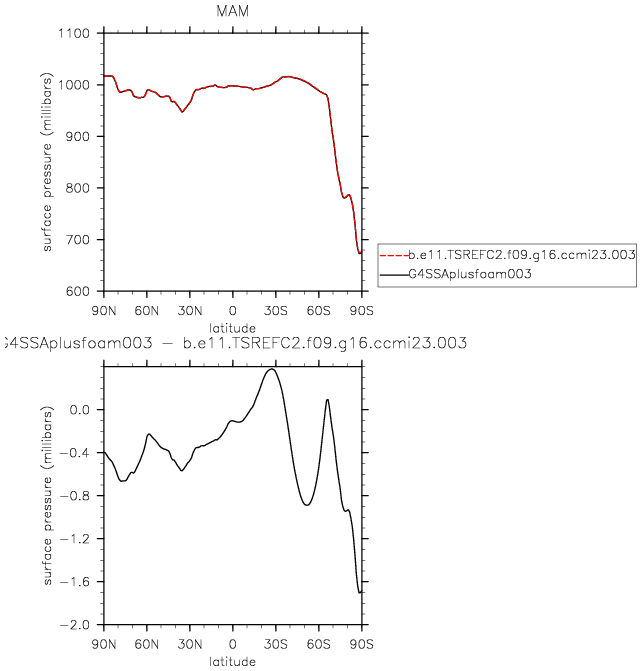 MAM
1100
1000
900
800
700
600
surface pressure (millibars)
90N 60N 30N 0 30S 60S 90S
latitude
b.e11.TSREFC2.f09.g16.ccmi23.003
G4SSAplusfoam003
G4SSAplusfoam003 − b.e11.TSREFC2.f09.g16.ccmi23.003
0.0
−0.4
−0.8
−1.2
−1.6
−2.0
surface pressure (millibars)
90N 60N 30N 0 30S 60S 90S
latitude